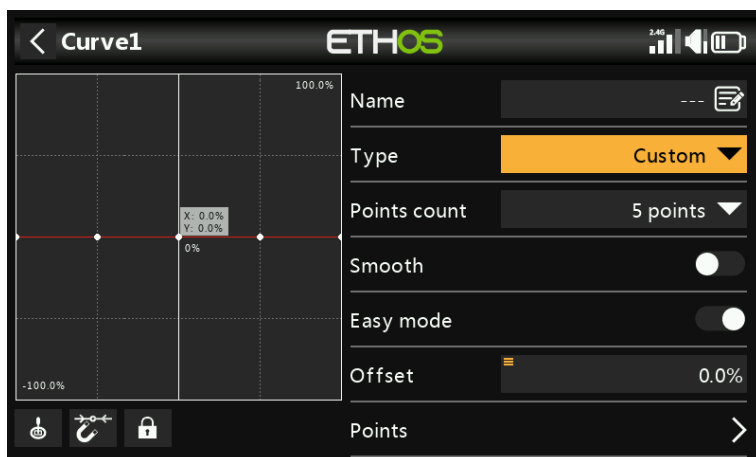 Curve1
ETHOS
2.4G
100.0%
X: 0.0%
Y: 0.0%
0%
-100.0%
Name
---
Type
Custom
Points count
5 points
Smooth
Easy mode
Offset
0.0%
Points